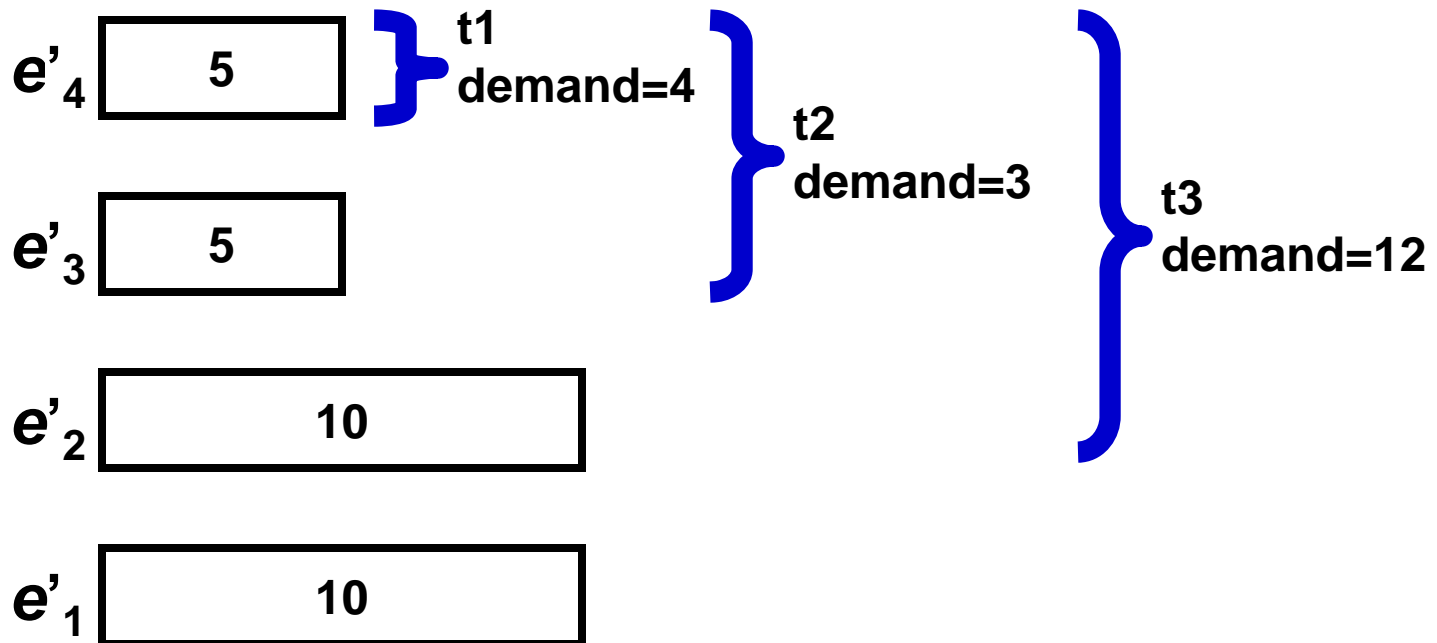 e’4 5 t1
demand=4
t2
demand=3
e’3 5 t3
demand=12
e’2 10
e’1 10